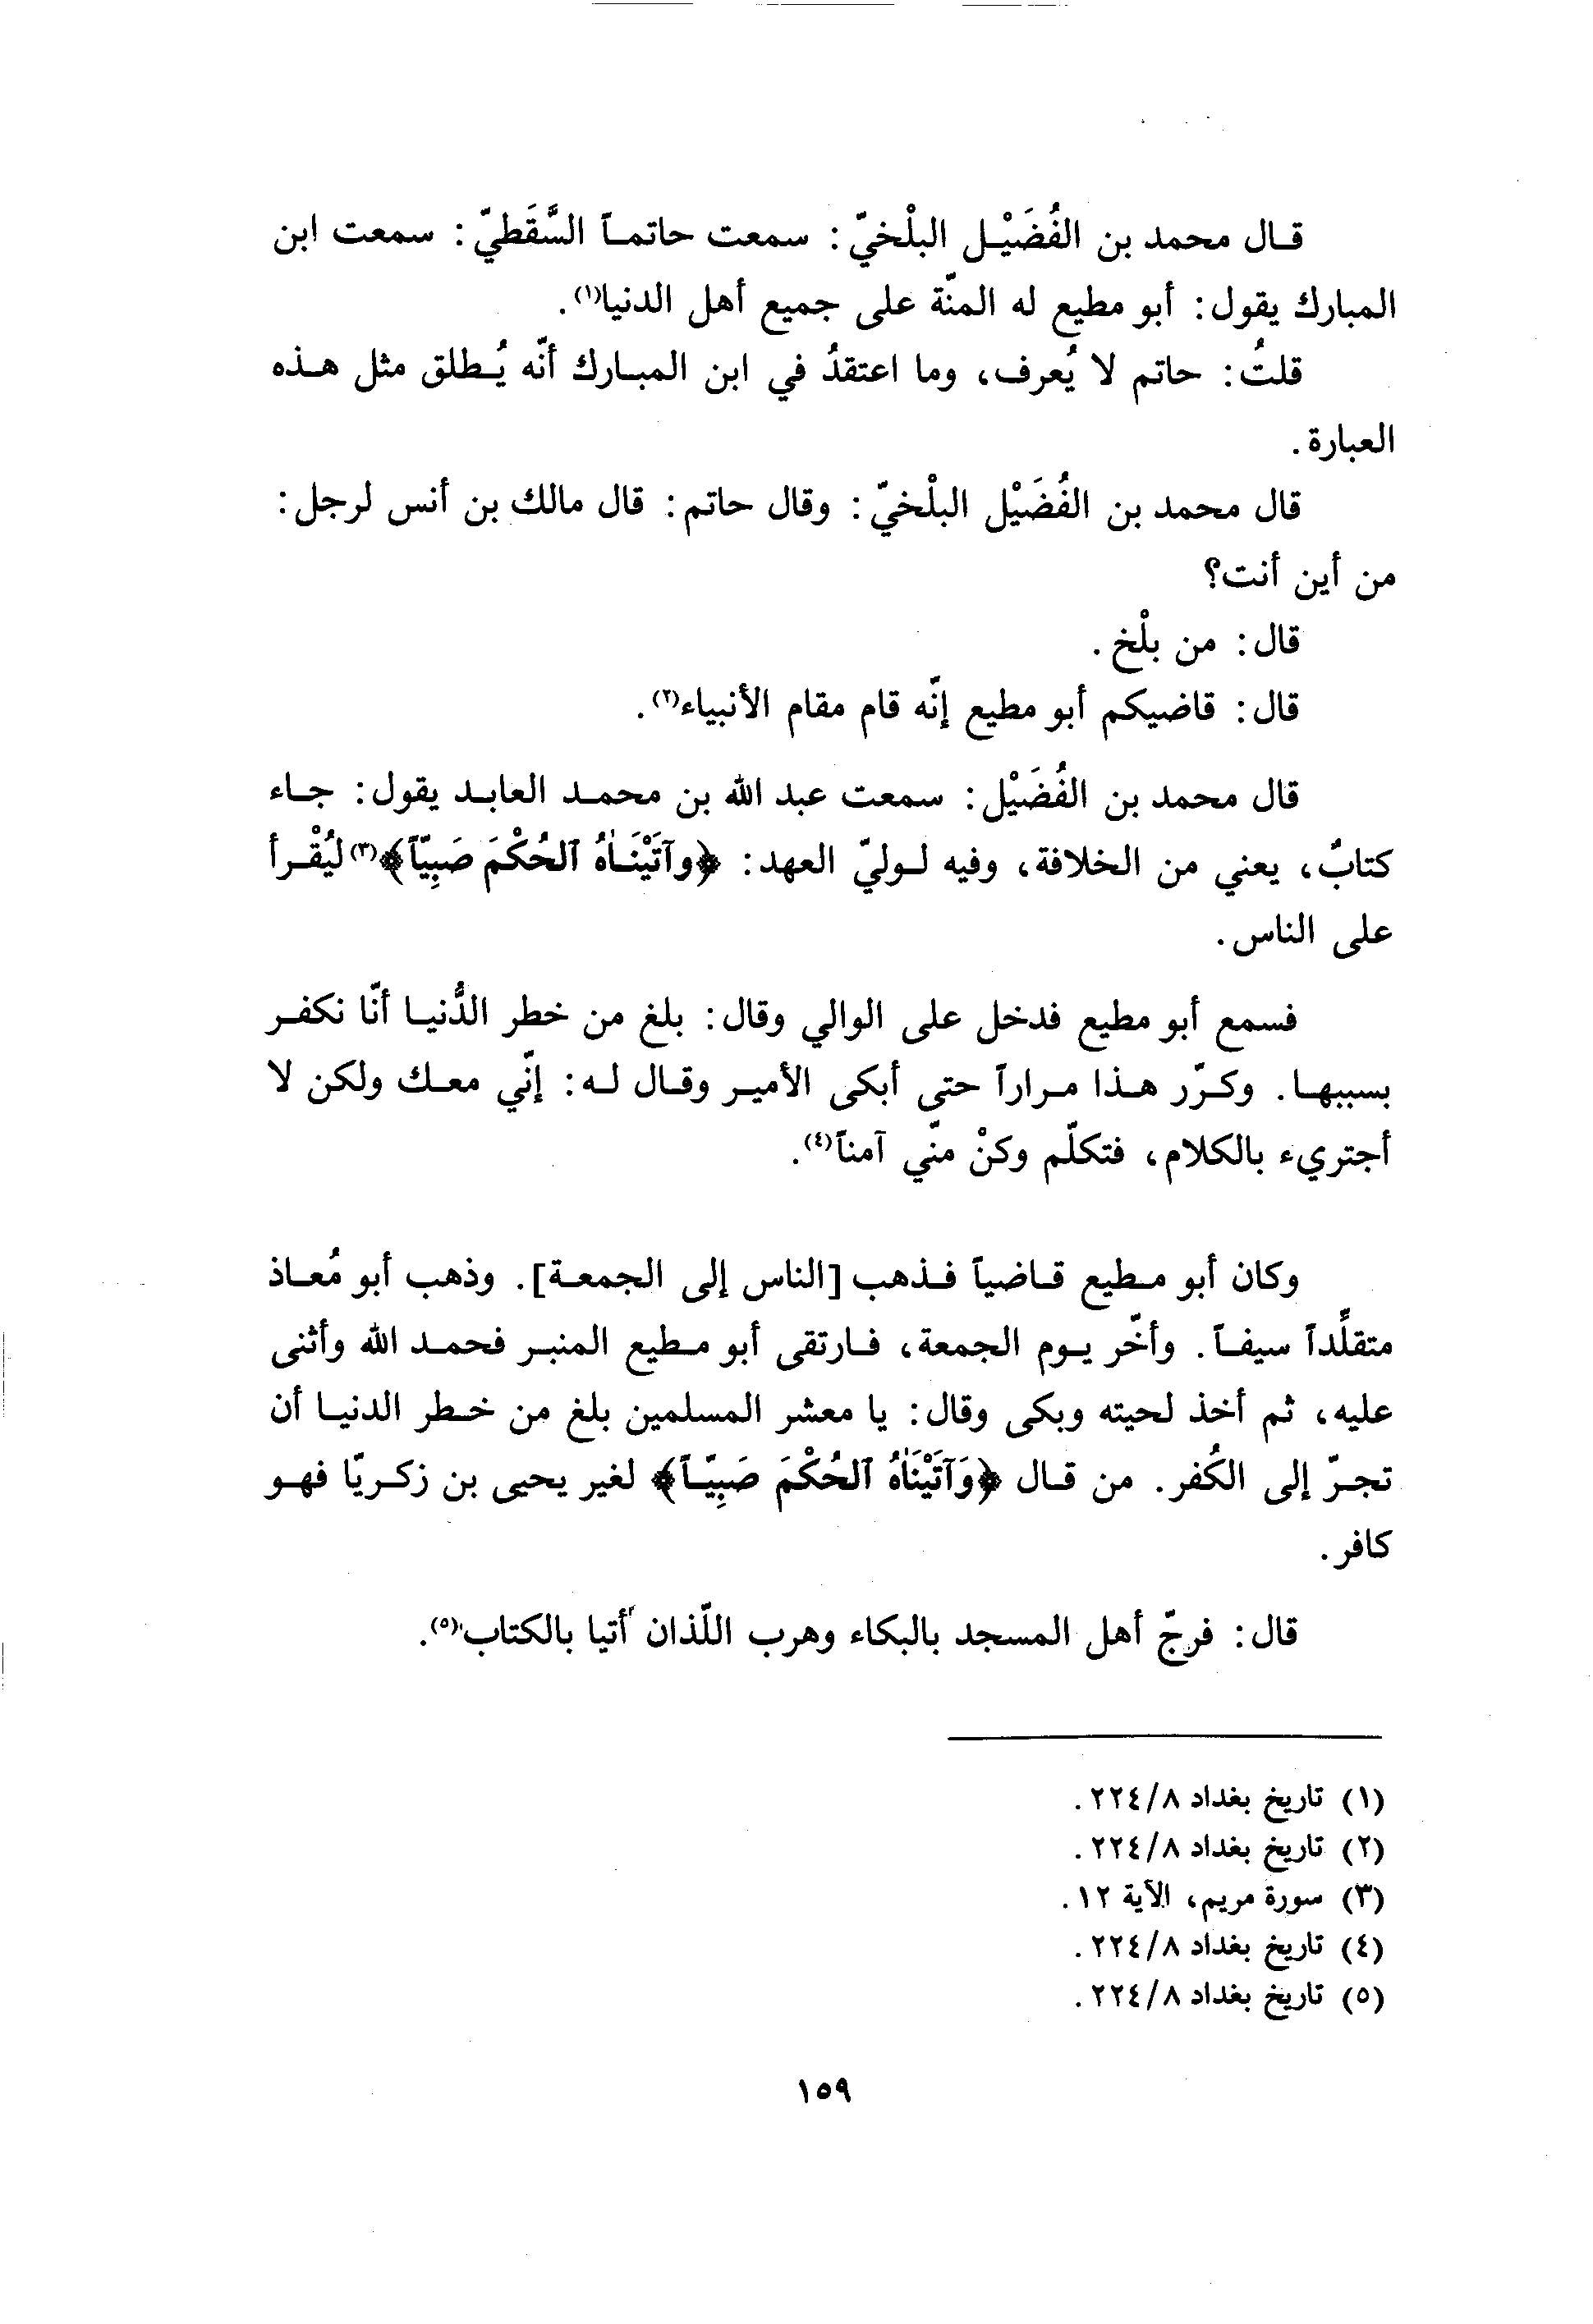 قال محمد بن الفُضَيْل البلْخيّ: سمعت حاتماً السَّقَطيّ: سمعت ابن
المبارك يقول: أبو مطيع له المنّة على جميع أهل الدنيا(١).
قلتُ: حاتم لا يُعرف، وما اعتقدُ في ابن المبارك أنّه يُطلق مثل هذه
العبارة.
قال محمد بن الفُضَيْل البلْخيّ: وقال حاتم: قال مالك بن أنس لرجل:
من أين أنت؟
قال: من بلْخ.
قال: قاضيكم أبو مطيع إنّه قام مقام الأنبياء(٢).
قال محمد بن الفُضَيْل: سمعت عبد الله بن محمد العابد يقول: جاء
كتابٌ، يعني من الخلافة، وفيه لوليّ العهد: ﴿وآتَيْنَاهُ ٱلحُكْمَ صَبِيّاً﴾(٣) ليُقْرأ
على الناس.
فسمع أبو مطيع فدخل على الوالي وقال: بلغ من خطر الدُّنيا أنّا نكفر
بسببها. وكرّر هذا مراراً حتى أبكى الأمير وقال له: إنّي معك ولكن لا
أجتريء بالكلام، فتكلّم وكنْ منّي آمناً(٤).
وكان أبو مطيع قاضياً فذهب [الناس إلى الجمعة]. وذهب أبو مُعاذ
متقلِّداً سيفاً. وأخّر يوم الجمعة، فارتقى أبو مطيع المنبر فحمد الله وأثنى
عليه، ثم أخذ لحيته وبكى وقال: يا معشر المسلمين بلغ من خطر الدنيا أن
تجرّ إلى الكُفر. من قال ﴿وَآتَيْنَاهُ ٱلحُكْمَ صَبِيّاً﴾ لغير يحيى بن زكريّا فهو
كافر.
قال: فرجّ أهل المسجد بالبكاء وهرب اللّذان أتيا بالكتاب(٥).
(١) تاريخ بغداد ٨/٢٢٤.
(٢) تاريخ بغداد ٨/٢٢٤.
(٣) سورة مريم، الآية ١٢.
(٤) تاريخ بغداد ٨/٢٢٤.
(٥) تاريخ بغداد ٨/٢٢٤.
١٥٩